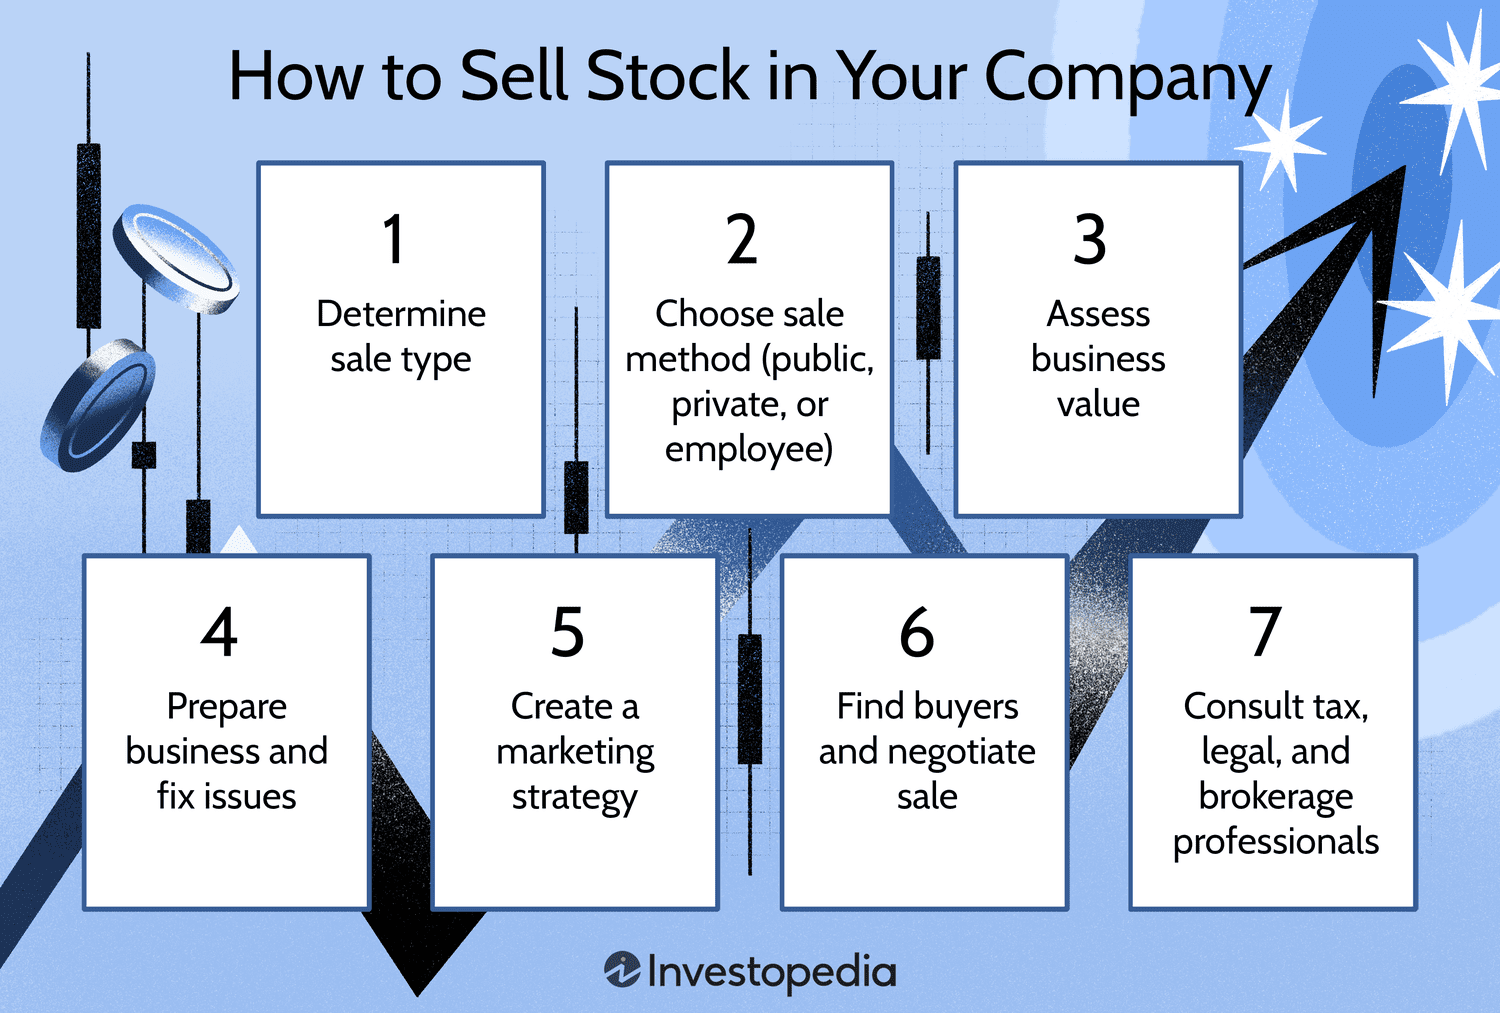 How to Sell Stock in Your Company
1
Determine
sale type
2
Choose sale
method (public,
private, or
employee)
3
Assess
business
value
4
Prepare
business and
fix issues
5
Create a
marketing
strategy
6
Find buyers
and negotiate
sale
7
Consult tax,
legal, and
brokerage
professionals
Investopedia